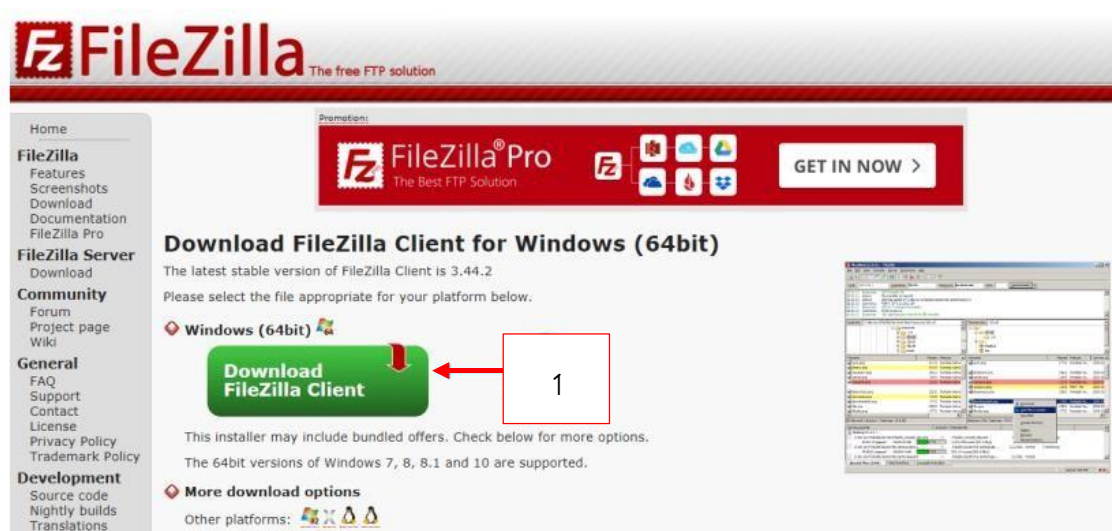 FileZilla
The free FTP solution
Home
FileZilla
Features
Screenshots
Download
Documentation
FileZilla Pro
FileZilla Server
Download
Community
Forum
Project page
Wiki
General
FAQ
Support
Contact
License
Privacy Policy
Trademark Policy
Development
Source code
Nightly builds
Translations
Promotion:
FileZilla® Pro
The Best FTP Solution
GET IN NOW >
Download FileZilla Client for Windows (64bit)
The latest stable version of FileZilla Client is 3.44.2
Please select the file appropriate for your platform below.
Windows (64bit)
Download
FileZilla Client
1
This installer may include bundled offers. Check below for more options.
The 64bit versions of Windows 7, 8, 8.1 and 10 are supported.
More download options
Other platforms: